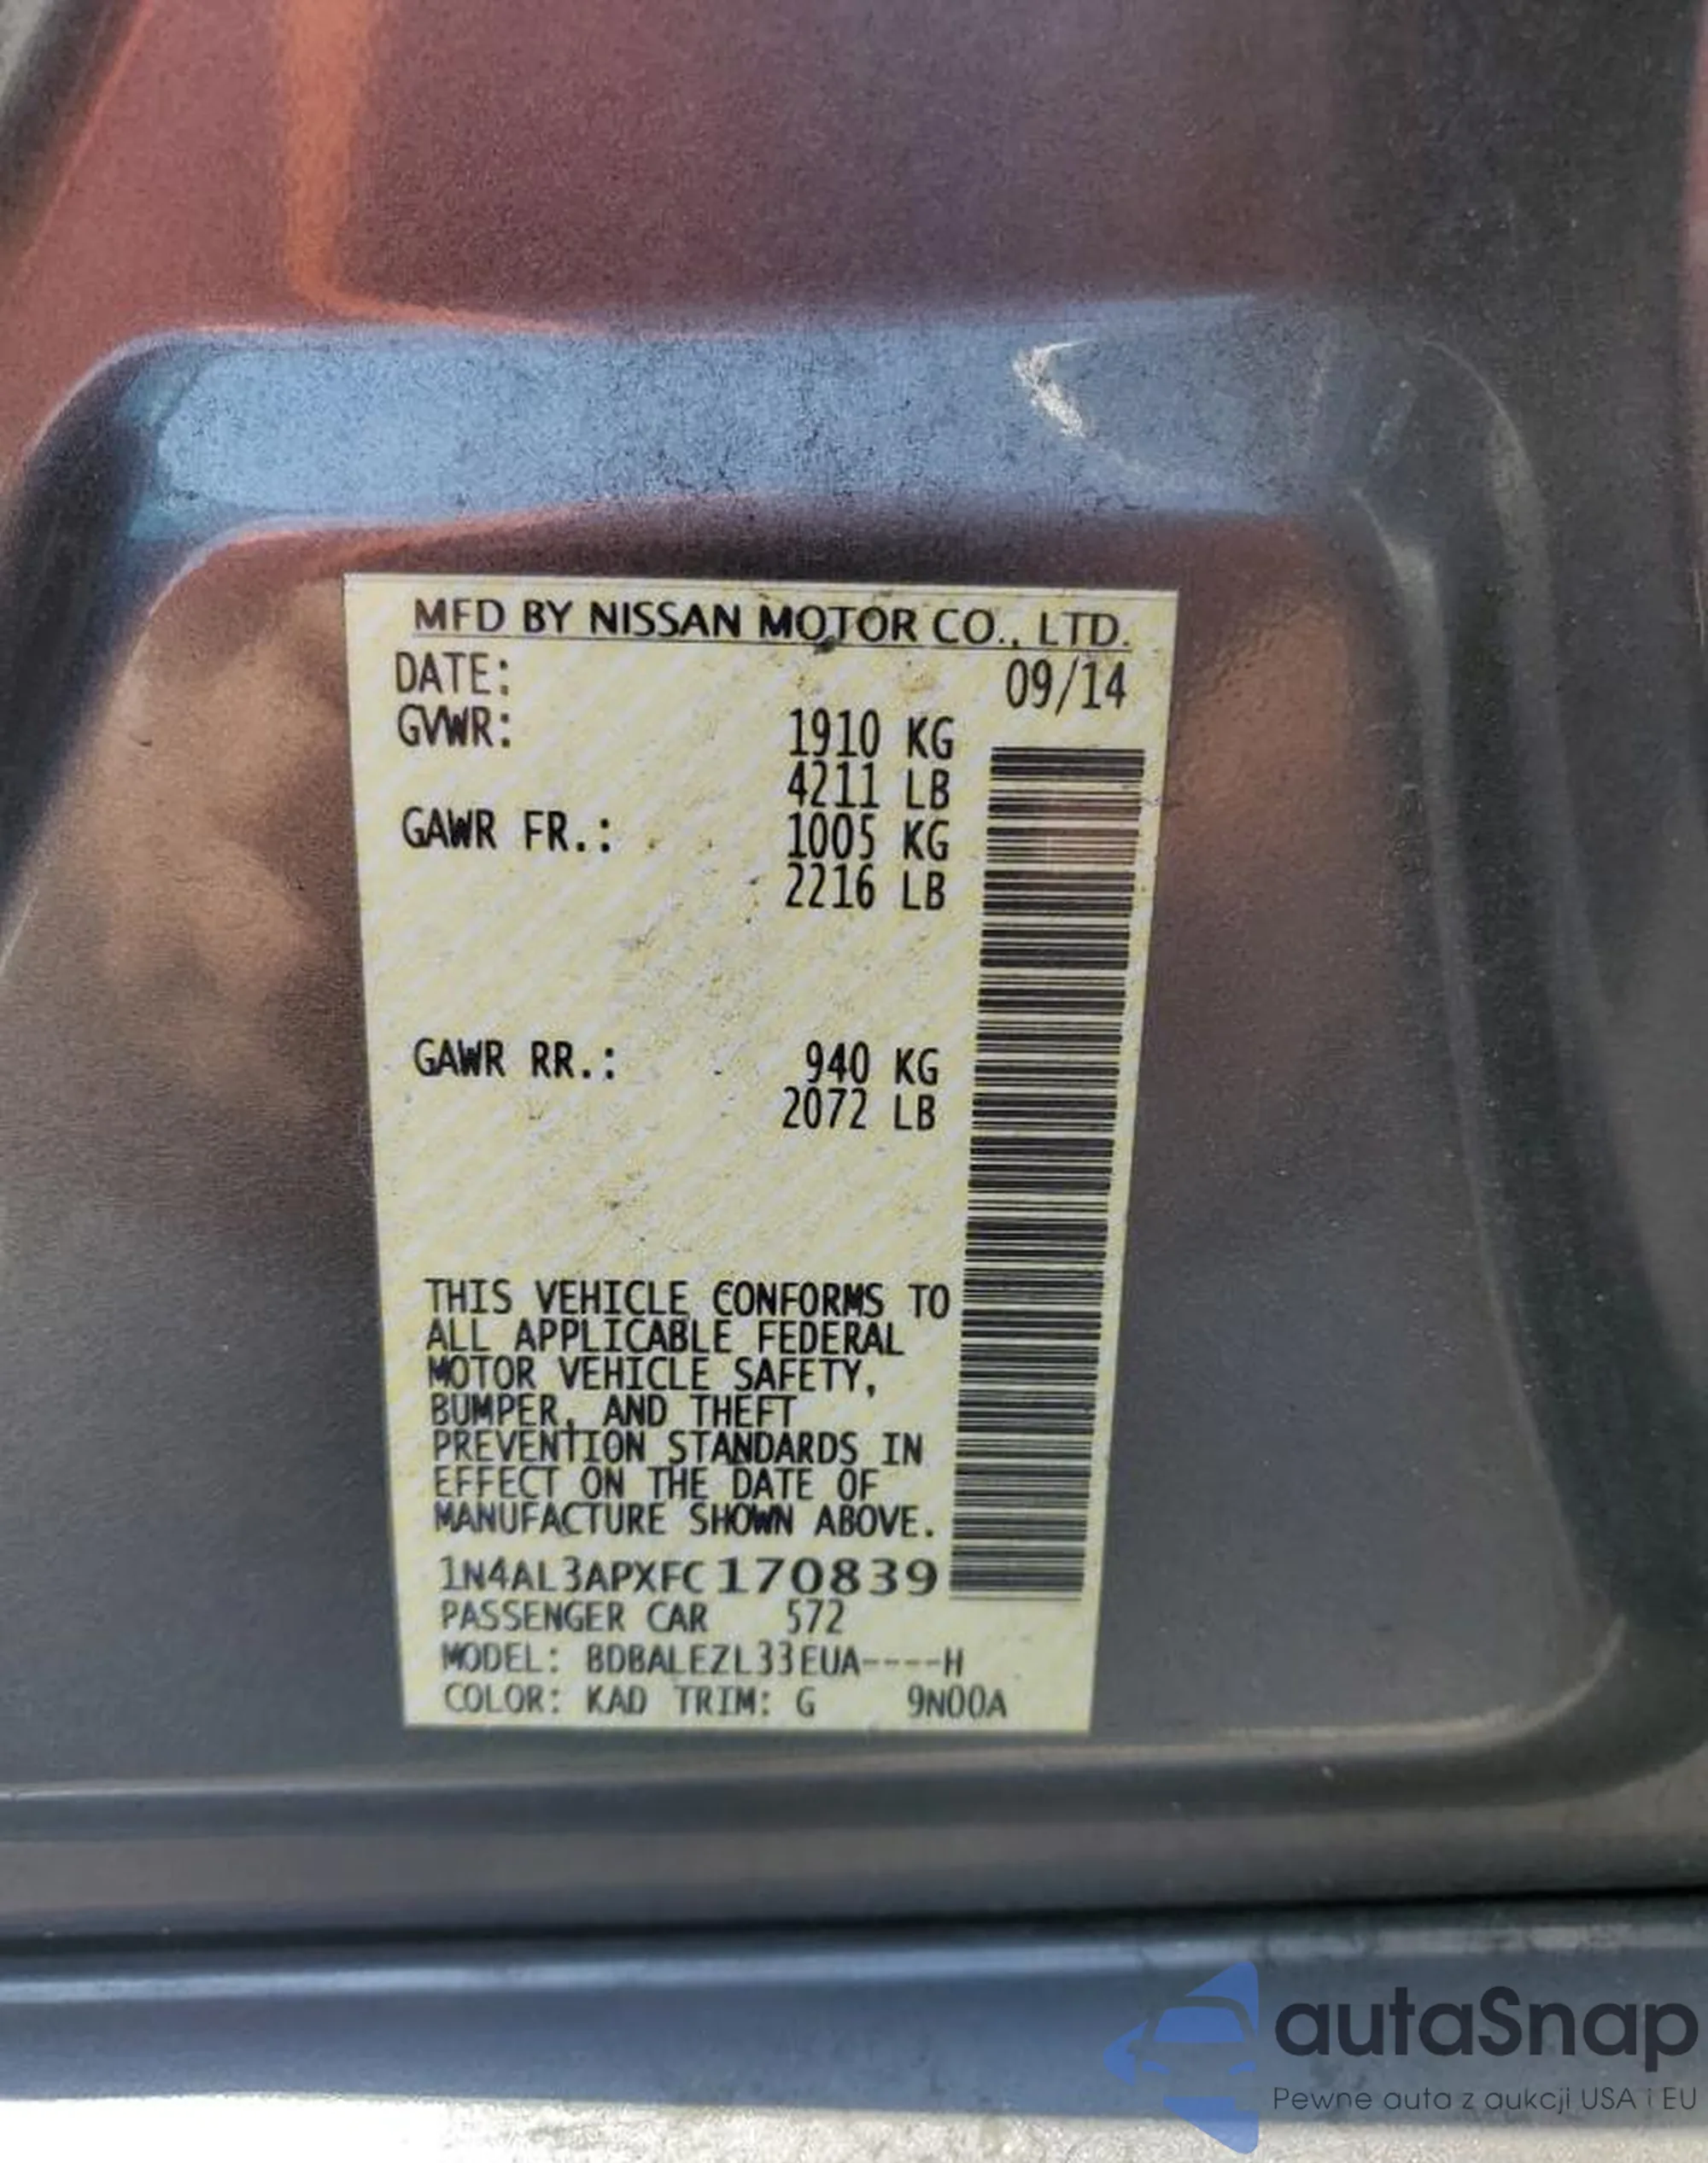 MFD BY NISSAN MOTOR CO., LTD.
DATE: 09/14
GVWR: 1910 KG
4211 LB
GAWR FR.: 1005 KG
2216 LB
GAWR RR.: 940 KG
2072 LB
THIS VEHICLE CONFORMS TO
ALL APPLICABLE FEDERAL
MOTOR VEHICLE SAFETY,
BUMPER, AND THEFT
PREVENTION STANDARDS IN
EFFECT ON THE DATE OF
MANUFACTURE SHOWN ABOVE.
1N4AL3APXFC170839
PASSENGER CAR 572
MODEL: BDBALEZL33EUA----H
COLOR: KAD TRIM: G 9N00A
autaSnap
Pewne auta z aukcji USA i EU